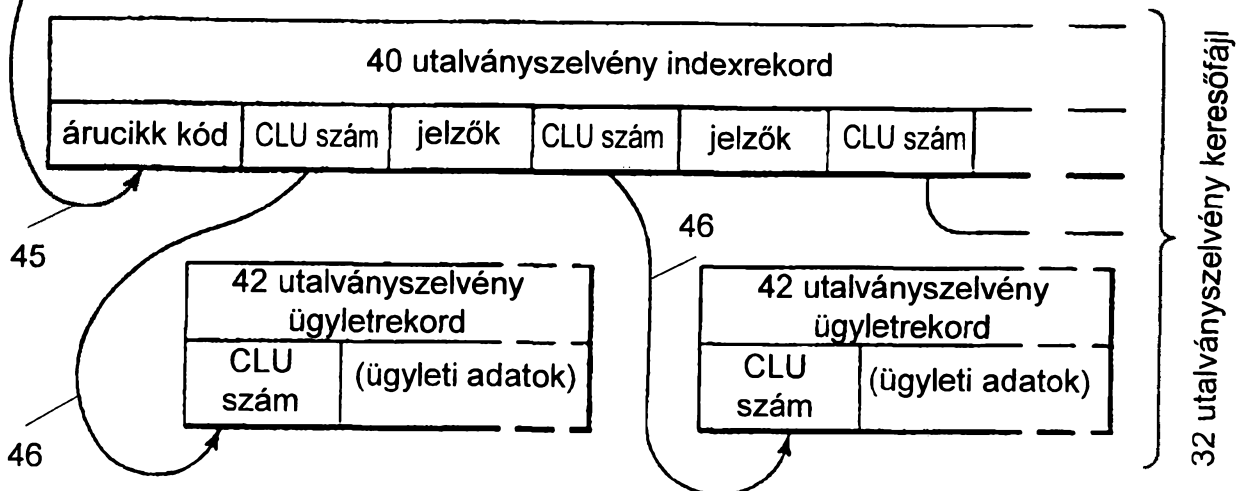 40 utalványszelvény indexrekord
árucikk kód CLU szám jelzők CLU szám jelzők CLU szám
45
46
42 utalványszelvény
ügyletrekord
CLU
szám
(ügyleti adatok)
46
42 utalványszelvény
ügyletrekord
CLU
szám
(ügyleti adatok)
32 utalványszelvény keresőfájl